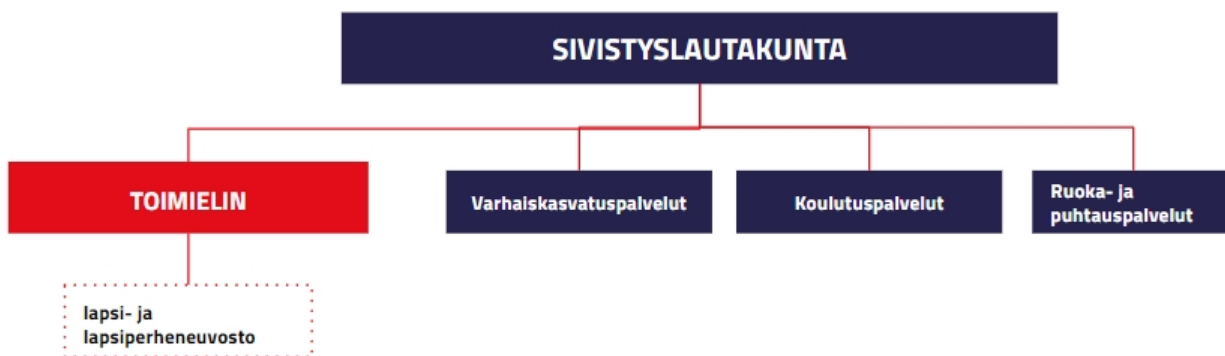 SIVISTYSLAUTAKUNTA
TOIMIELIN
Varhaiskasvatuspalvelut
Koulutuspalvelut
Ruoka- ja
puhtauspalvelut
lapsi- ja
lapsiperheneuvosto